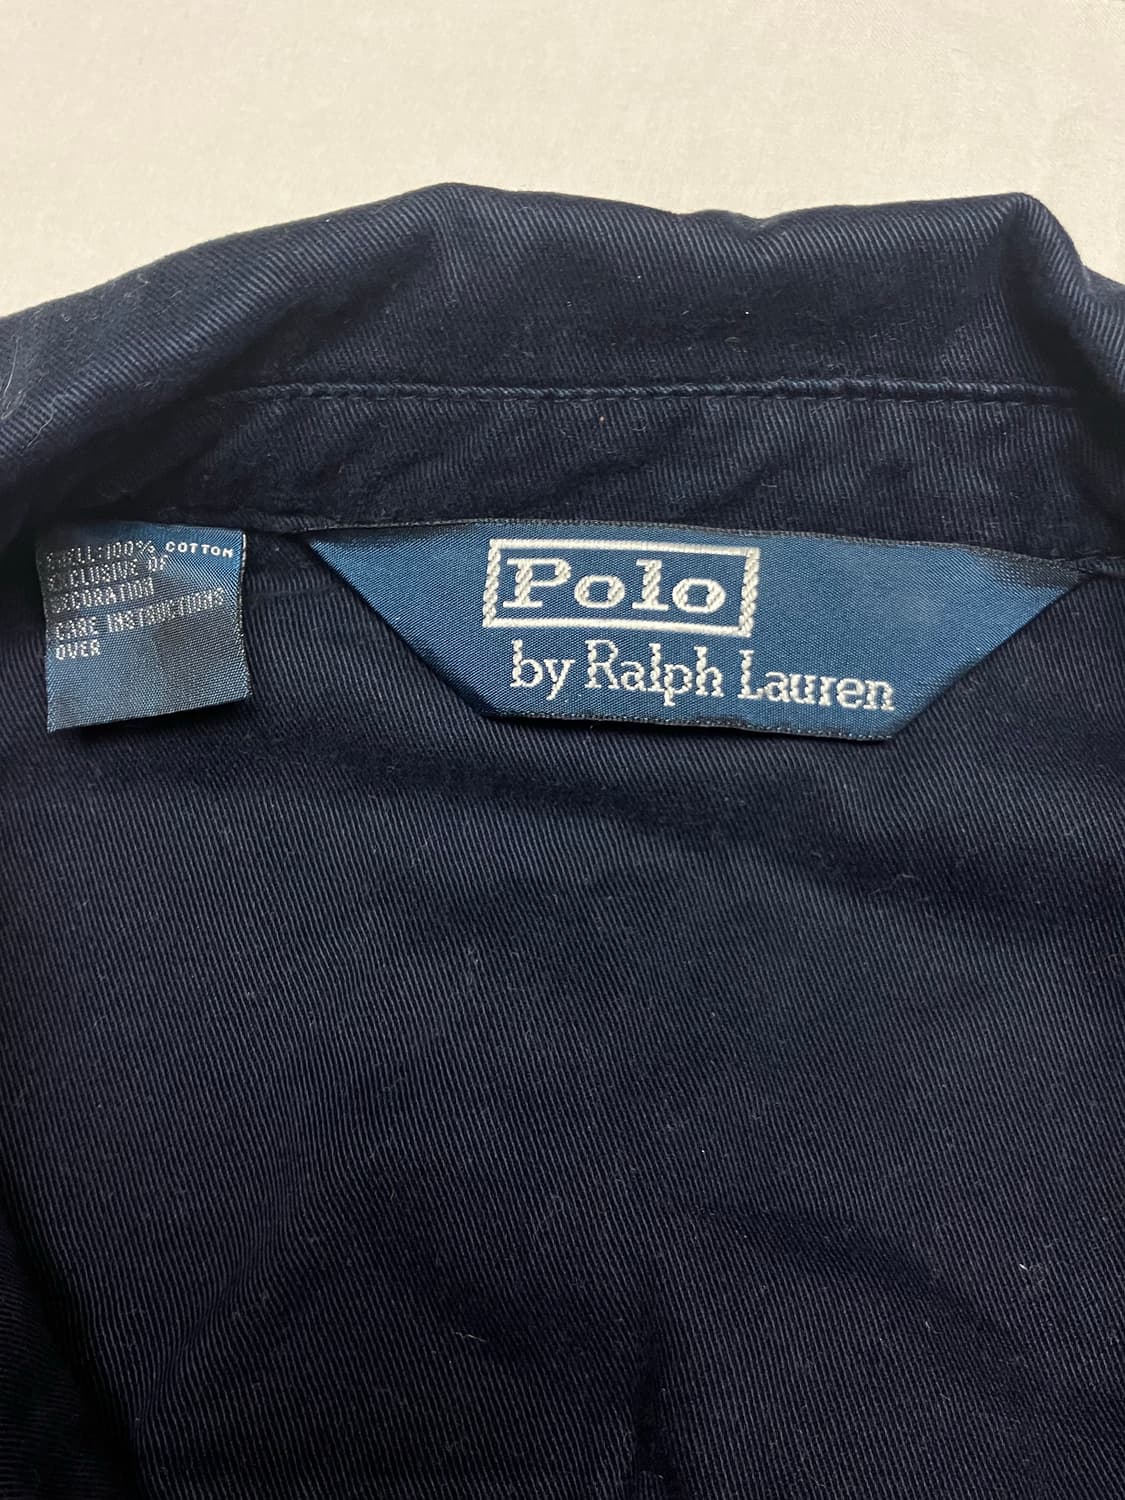 SHELL:100% COTTON
EXCLUSIVE OF
DECORATION
CARE INSTRUCTIONS
OVER
Polo
by Ralph Lauren